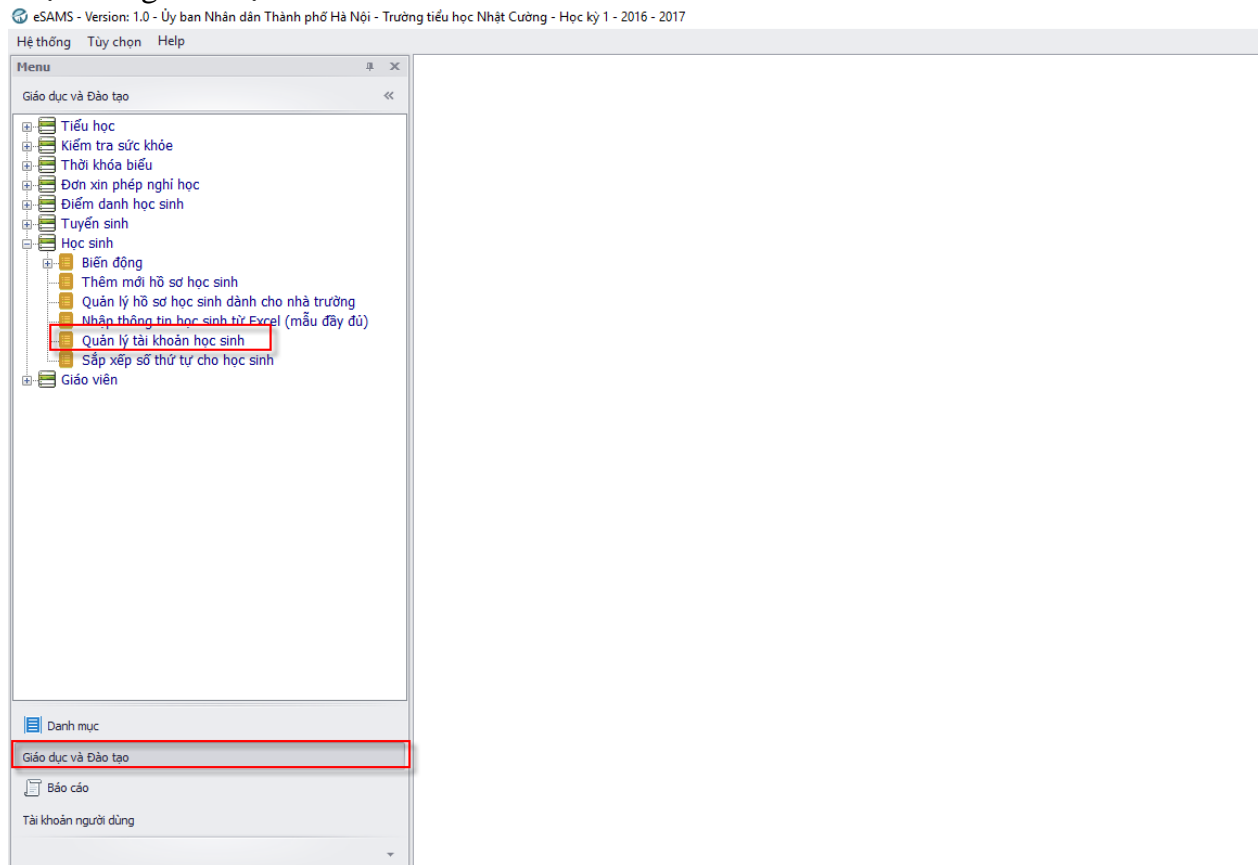 eSAMS - Version: 1.0 - Ủy ban Nhân dân Thành phố Hà Nội - Trường tiểu học Nhật Cường - Học kỳ 1 - 2016 - 2017
Hệ thống Tùy chọn Help
Menu
Giáo dục và Đào tạo
Tiểu học
Kiểm tra sức khỏe
Thời khóa biểu
Đơn xin phép nghỉ học
Điểm danh học sinh
Tuyển sinh
Học sinh
Biến động
Thêm mới hồ sơ học sinh
Quản lý hồ sơ học sinh dành cho nhà trường
Nhập thông tin học sinh từ Excel (mẫu đầy đủ)
Quản lý tài khoản học sinh
Sắp xếp số thứ tự cho học sinh
Giáo viên
Danh mục
Giáo dục và Đào tạo
Báo cáo
Tài khoản người dùng